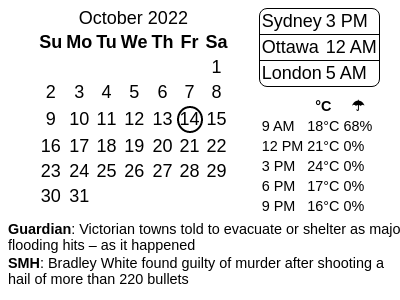 October 2022
Su Mo Tu We Th Fr Sa
1
2 3 4 5 6 7 8
9 10 11 12 13 14 15
16 17 18 19 20 21 22
23 24 25 26 27 28 29
30 31
Sydney 3 PM
Ottawa 12 AM
London 5 AM
°C ☂
9 AM 18°C 68%
12 PM 21°C 0%
3 PM 24°C 0%
6 PM 17°C 0%
9 PM 16°C 0%
Guardian: Victorian towns told to evacuate or shelter as majo
flooding hits – as it happened
SMH: Bradley White found guilty of murder after shooting a
hail of more than 220 bullets